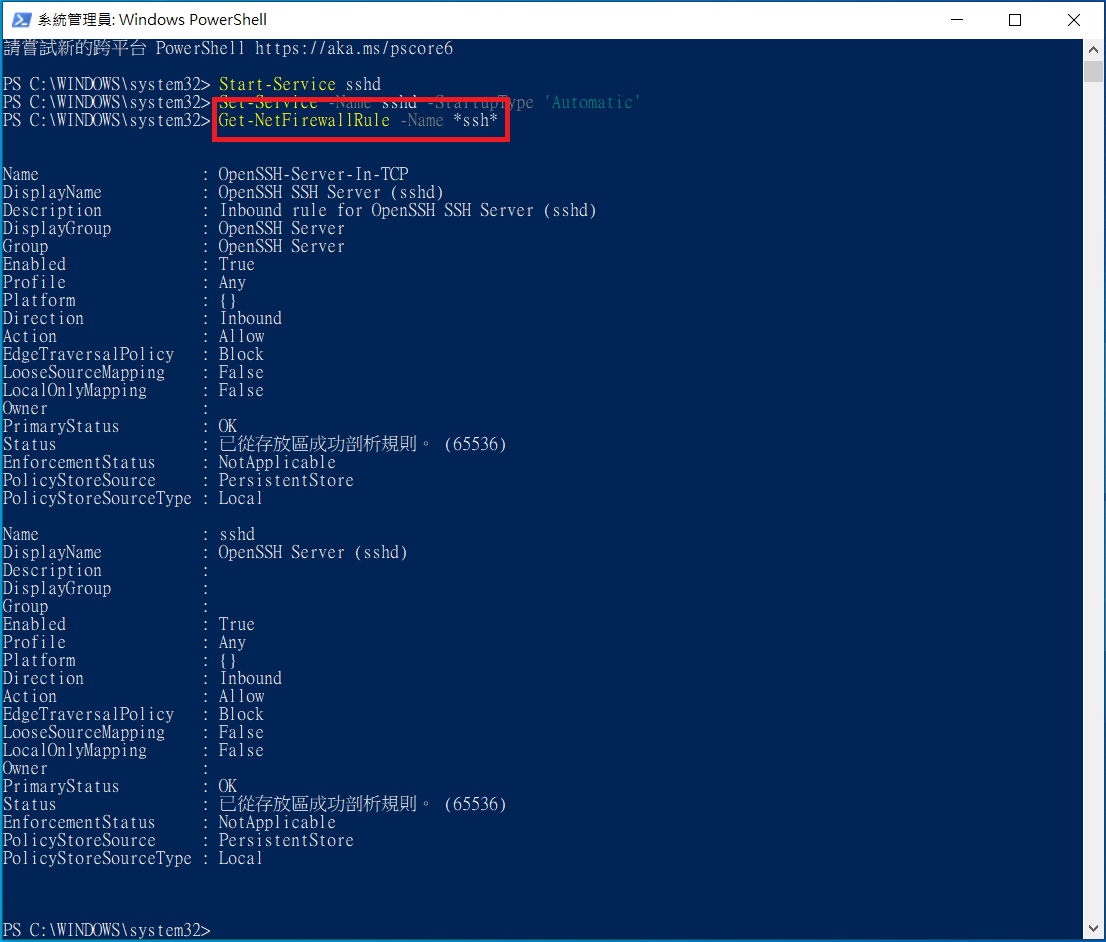 系統管理員: Windows PowerShell
請嘗試新的跨平台 PowerShell https://aka.ms/pscore6
PS C:\WINDOWS\system32> Start-Service sshd
PS C:\WINDOWS\system32> Set-Service -Name sshd -StartupType 'Automatic'
PS C:\WINDOWS\system32> Get-NetFirewallRule -Name *ssh*
Name : OpenSSH-Server-In-TCP
DisplayName : OpenSSH SSH Server (sshd)
Description : Inbound rule for OpenSSH SSH Server (sshd)
DisplayGroup : OpenSSH Server
Group : OpenSSH Server
Enabled : True
Profile : Any
Platform : {}
Direction : Inbound
Action : Allow
EdgeTraversalPolicy : Block
LooseSourceMapping : False
LocalOnlyMapping : False
Owner :
PrimaryStatus : OK
Status : 已從存放區成功剖析規則。 (65536)
EnforcementStatus : NotApplicable
PolicyStoreSource : PersistentStore
PolicyStoreSourceType : Local
Name : sshd
DisplayName : OpenSSH Server (sshd)
Description :
DisplayGroup :
Group :
Enabled : True
Profile : Any
Platform : {}
Direction : Inbound
Action : Allow
EdgeTraversalPolicy : Block
LooseSourceMapping : False
LocalOnlyMapping : False
Owner :
PrimaryStatus : OK
Status : 已從存放區成功剖析規則。 (65536)
EnforcementStatus : NotApplicable
PolicyStoreSource : PersistentStore
PolicyStoreSourceType : Local
PS C:\WINDOWS\system32>